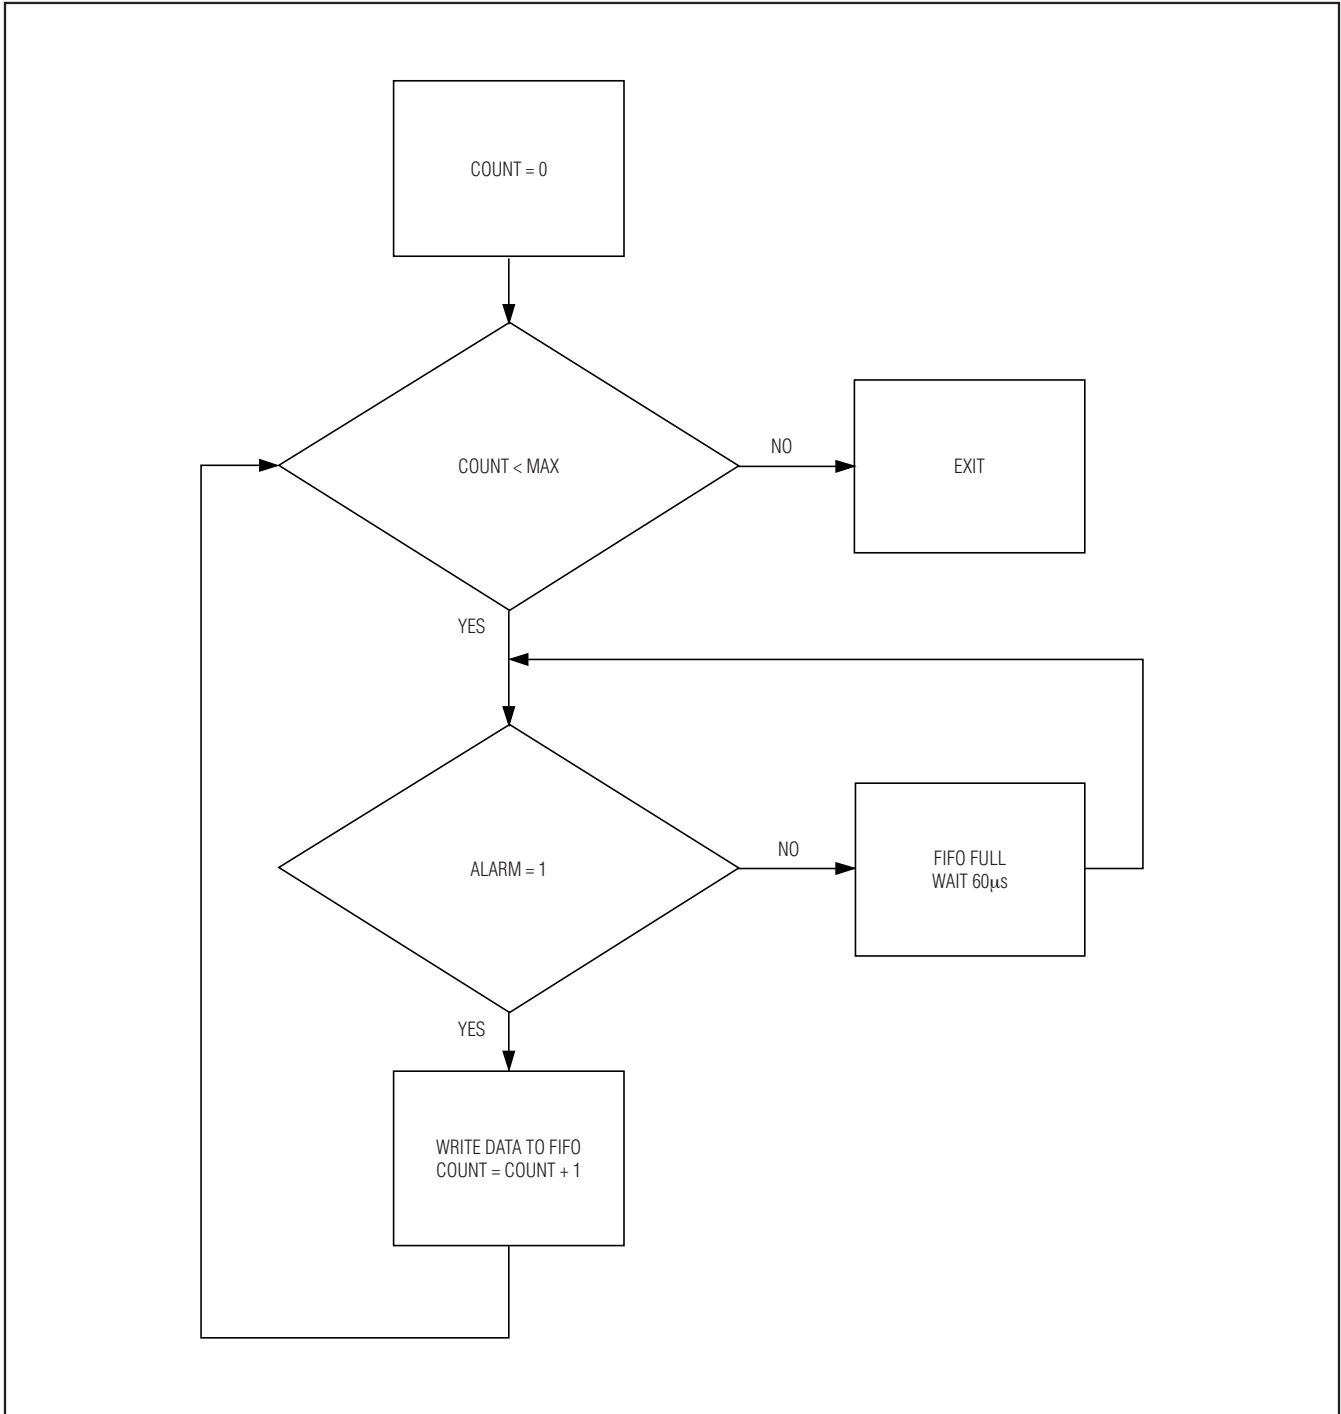 COUNT = 0
COUNT < MAX
NO
EXIT
YES
ALARM = 1
NO
FIFO FULL
WAIT 60μs
YES
WRITE DATA TO FIFO
COUNT = COUNT + 1